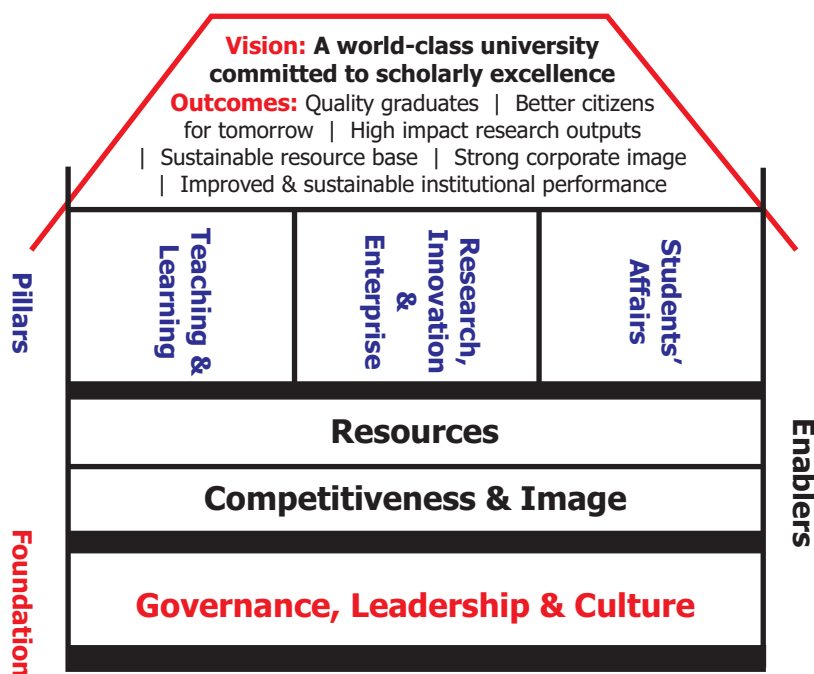 Vision: A world-class university
committed to scholarly excellence
Outcomes: Quality graduates | Better citizens
for tomorrow | High impact research outputs
| Sustainable resource base | Strong corporate image
| Improved & sustainable institutional performance
Pillars
Teaching &
Learning
Research,
Innovation
&
Enterprise
Students’
Affairs
Resources
Competitiveness & Image
Enablers
Foundation
Governance, Leadership & Culture